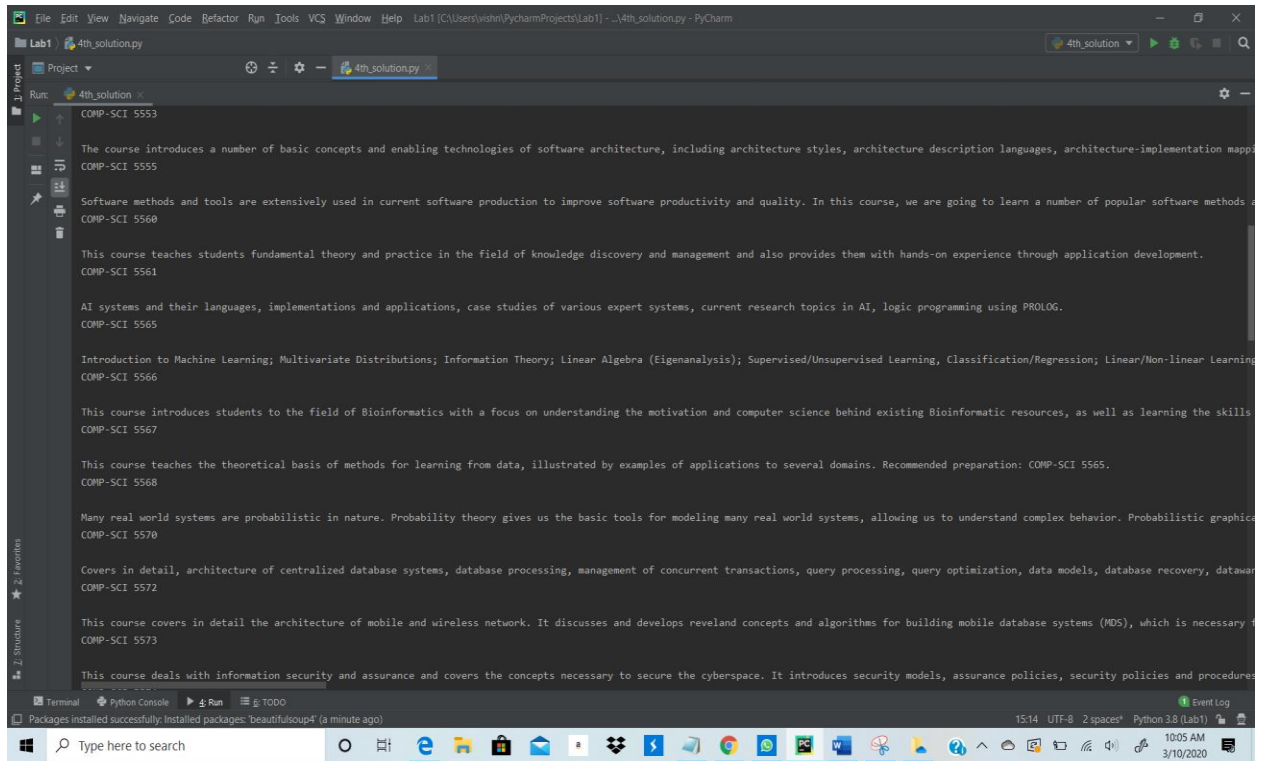 File Edit View Navigate Code Refactor Run Tools VCS Window Help Lab1 [C:\Users\vishn\PycharmProjects\Lab1] - ...\4th_solution.py - PyCharm
Lab1 4th_solution.py 4th_solution
Project 4th_solution.py
1: Project
Run: 4th_solution
COMP-SCI 5553
The course introduces a number of basic concepts and enabling technologies of software architecture, including architecture styles, architecture description languages, architecture-implementation mappi
COMP-SCI 5555
Software methods and tools are extensively used in current software production to improve software productivity and quality. In this course, we are going to learn a number of popular software methods a
COMP-SCI 5560
This course teaches students fundamental theory and practice in the field of knowledge discovery and management and also provides them with hands-on experience through application development.
COMP-SCI 5561
AI systems and their languages, implementations and applications, case studies of various expert systems, current research topics in AI, logic programming using PROLOG.
COMP-SCI 5565
Introduction to Machine Learning; Multivariate Distributions; Information Theory; Linear Algebra (Eigenanalysis); Supervised/Unsupervised Learning, Classification/Regression; Linear/Non-linear Learning
COMP-SCI 5566
This course introduces students to the field of Bioinformatics with a focus on understanding the motivation and computer science behind existing Bioinformatic resources, as well as learning the skills
COMP-SCI 5567
This course teaches the theoretical basis of methods for learning from data, illustrated by examples of applications to several domains. Recommended preparation: COMP-SCI 5565.
COMP-SCI 5568
Many real world systems are probabilistic in nature. Probability theory gives us the basic tools for modeling many real world systems, allowing us to understand complex behavior. Probabilistic graphica
COMP-SCI 5570
Covers in detail, architecture of centralized database systems, database processing, management of concurrent transactions, query processing, query optimization, data models, database recovery, datawar
COMP-SCI 5572
This course covers in detail the architecture of mobile and wireless network. It discusses and develops reveland concepts and algorithms for building mobile database systems (MDS), which is necessary f
COMP-SCI 5573
This course deals with information security and assurance and covers the concepts necessary to secure the cyberspace. It introduces security models, assurance policies, security policies and procedures
2: Favorites
7: Structure
Terminal Python Console 4: Run 6: TODO 1 Event Log
Packages installed successfully: Installed packages: 'beautifulsoup4' (a minute ago) 15:14 UTF-8 2 spaces* Python 3.8 (Lab1)
Type here to search
10:05 AM
3/10/2020